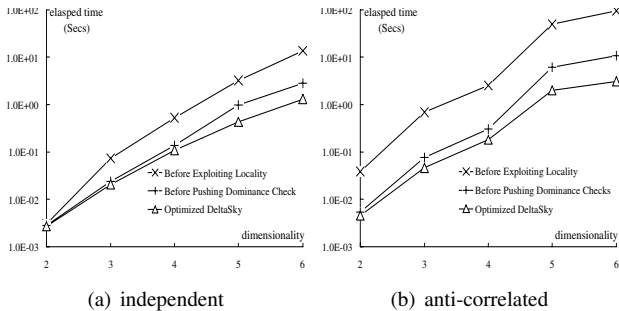 1.0E+02
elasped time
(Secs)
1.0E+01
1.0E+00
1.0E-01
1.0E-02
1.0E-03
Before Exploiting Locality
Before Pushing Dominance Check
Optimized DeltaSky
dimensionality
2 3 4 5 6
(a) independent
1.0E+02
elapsed time
(Secs)
1.0E+01
1.0E+00
1.0E-01
1.0E-02
1.0E-03
Before Exploiting Locality
Before Pushing Dominance Checks
Optimized DeltaSky
dimensionality
2 3 4 5 6
(b) anti-correlated